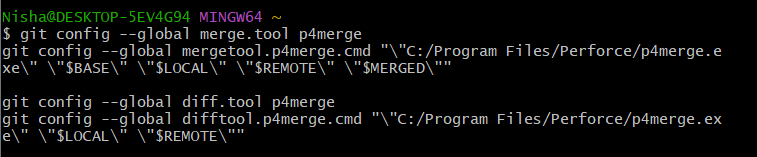 Nisha@DESKTOP-5EV4G94 MINGW64 ~
$ git config --global merge.tool p4merge
git config --global mergetool.p4merge.cmd "\"C:/Program Files/Perforce/p4merge.e
xe\" \"$BASE\" \"$LOCAL\" \"$REMOTE\" \"$MERGED\""

git config --global diff.tool p4merge
git config --global difftool.p4merge.cmd "\"C:/Program Files/Perforce/p4merge.ex
e\" \"$LOCAL\" \"$REMOTE\""